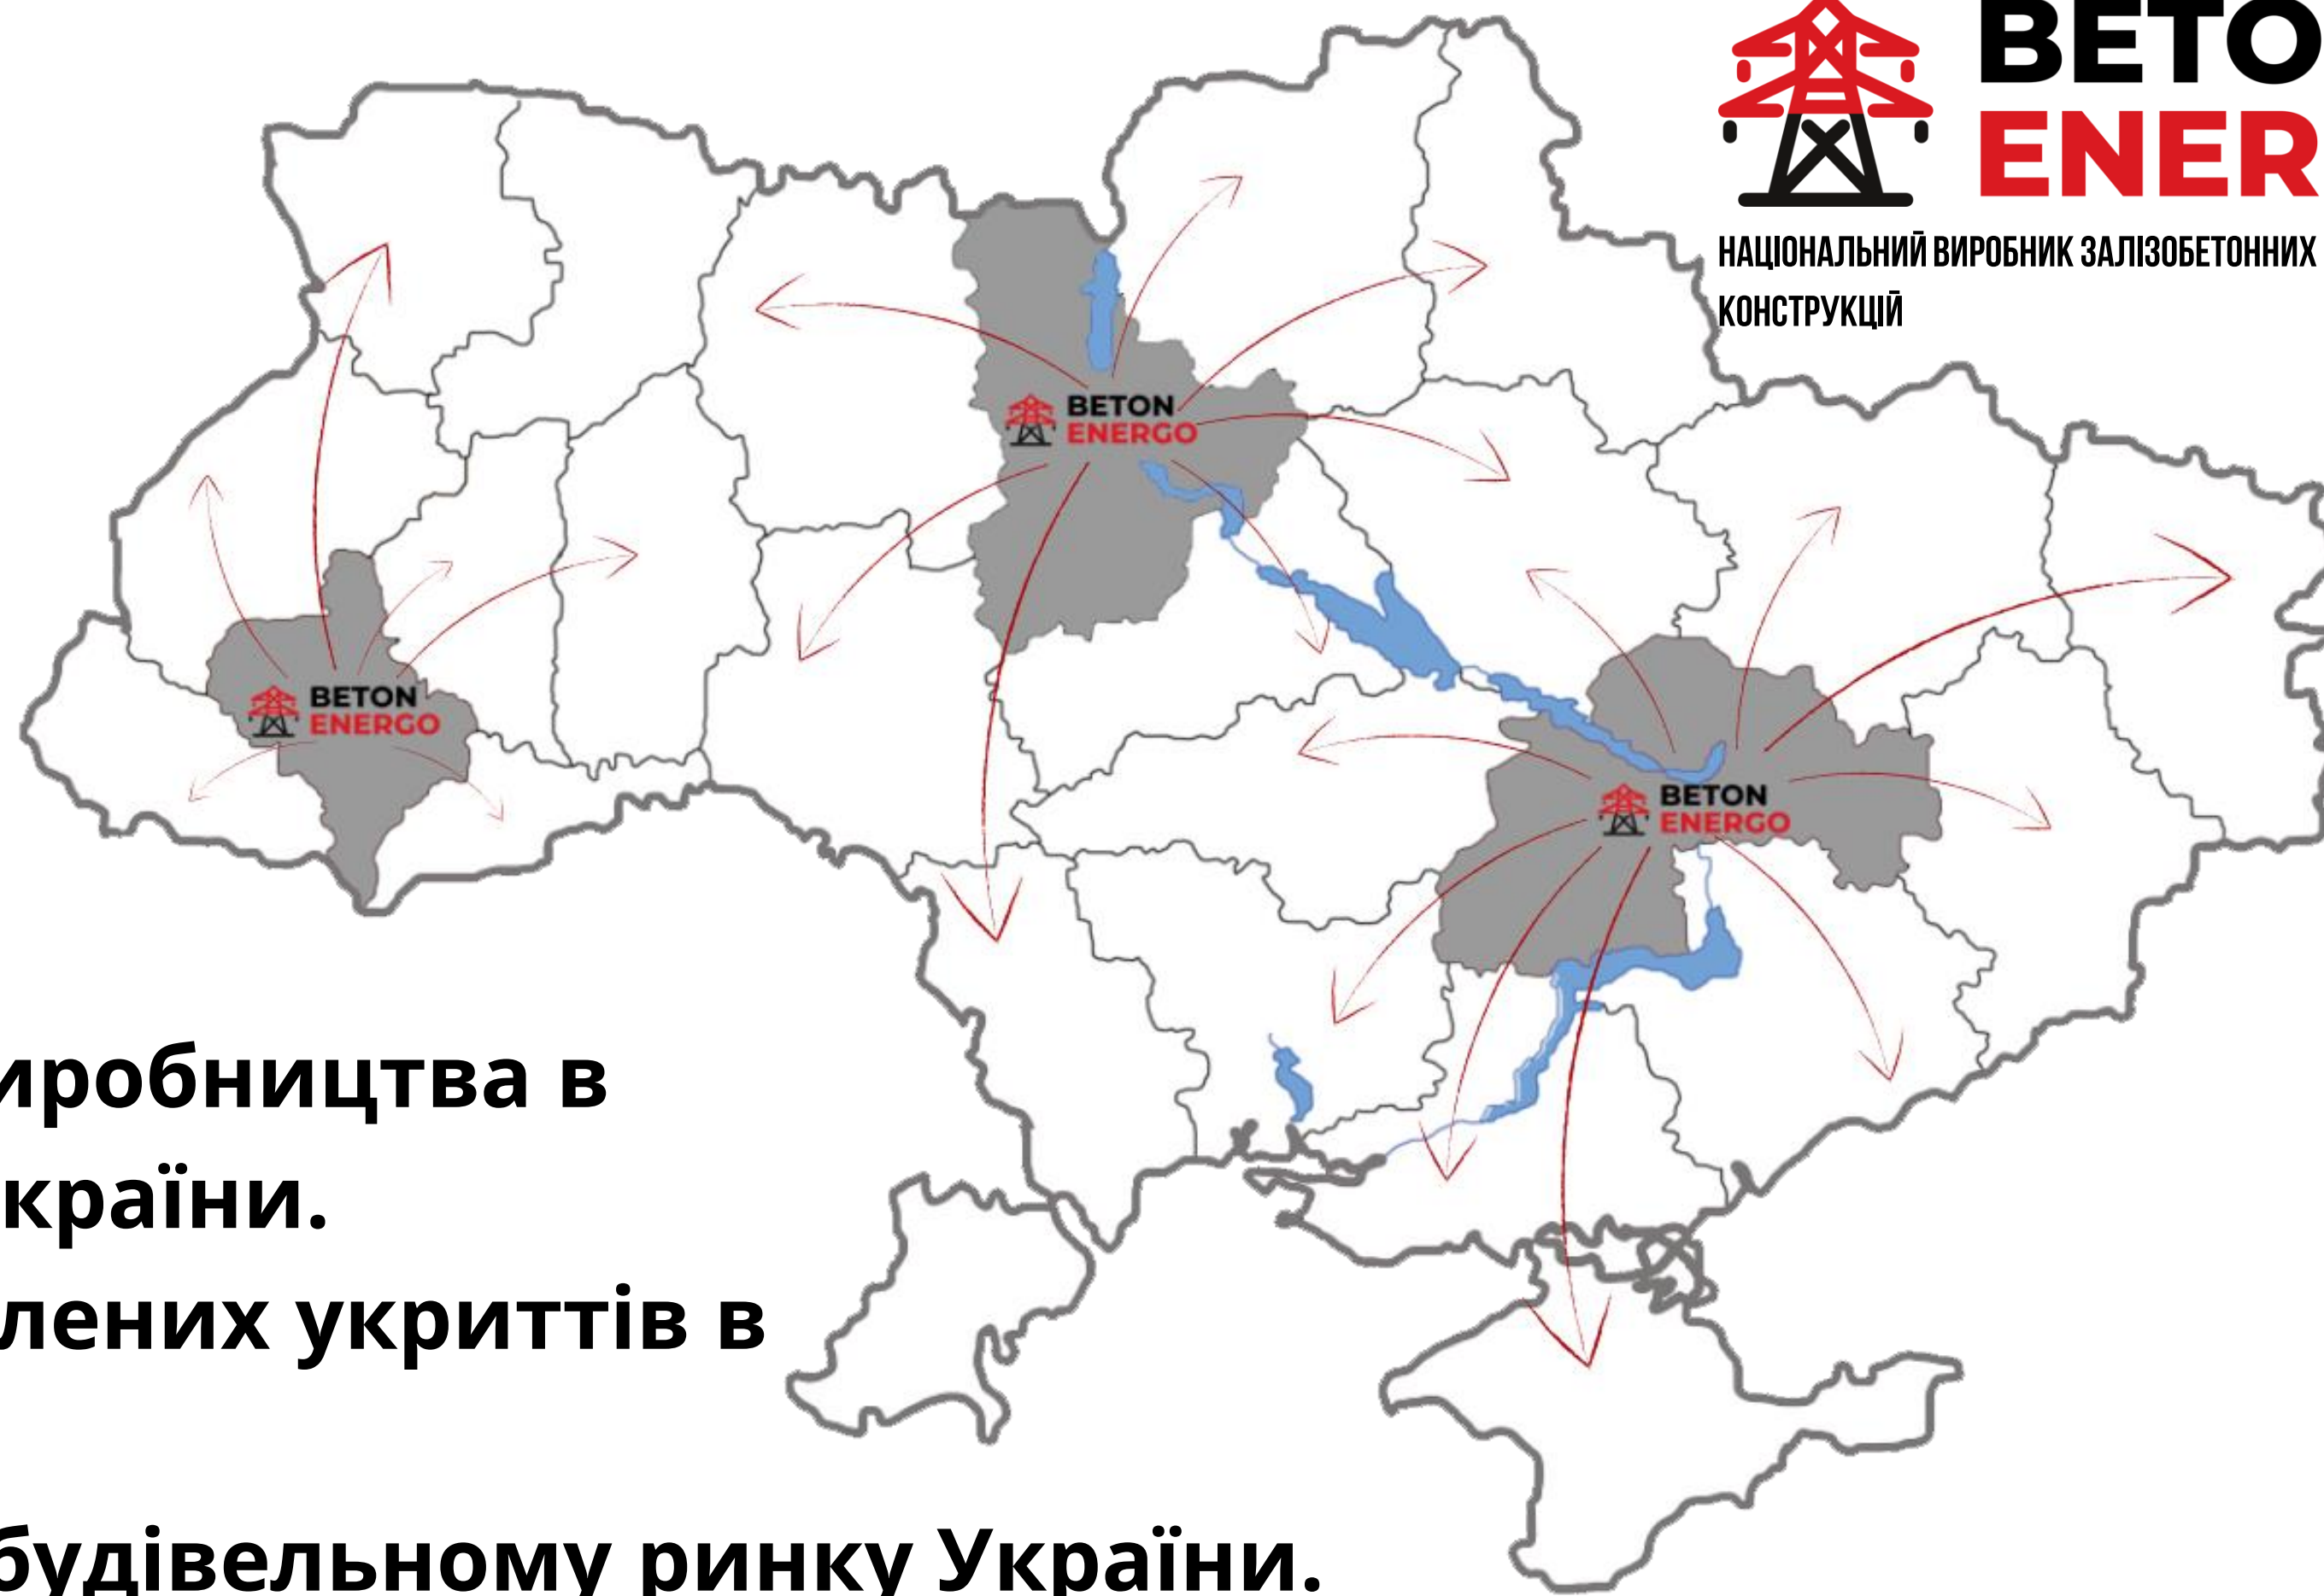 BETO
ENER
НАЦІОНАЛЬНИЙ ВИРОБНИК ЗАЛІЗОБЕТОННИХ
КОНСТРУКЦІЙ
BETON
ENERGO
BETON
ENERGO
BETON
ENERGO
иробництва в
країни.
лених укриттів в
будівельному ринку України.